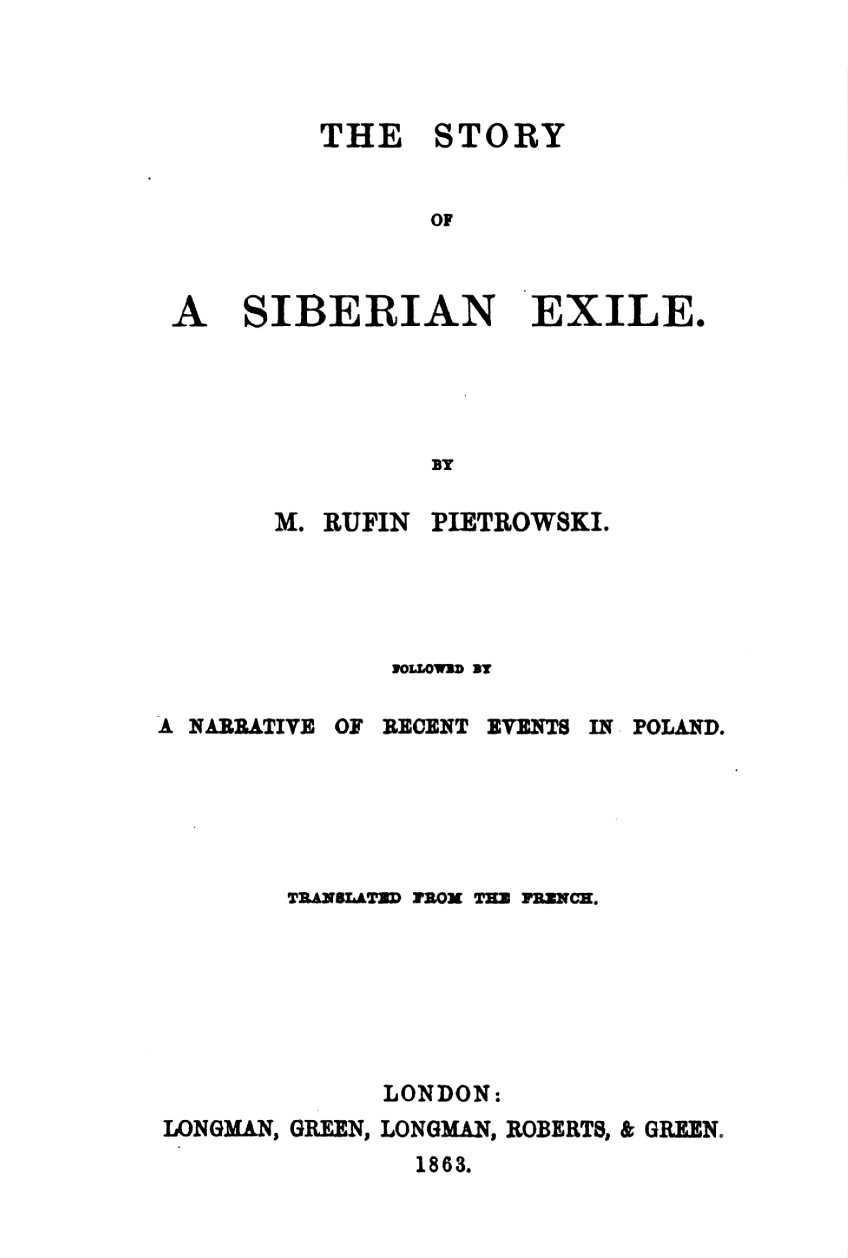 THE STORY
OF
A SIBERIAN EXILE.
BY
M. RUFIN PIETROWSKI.
FOLLOWED BY
A NARRATIVE OF RECENT EVENTS IN POLAND.
TRANSLATED FROM THE FRENCH.
LONDON:
LONGMAN, GREEN, LONGMAN, ROBERTS, & GREEN.
1863.